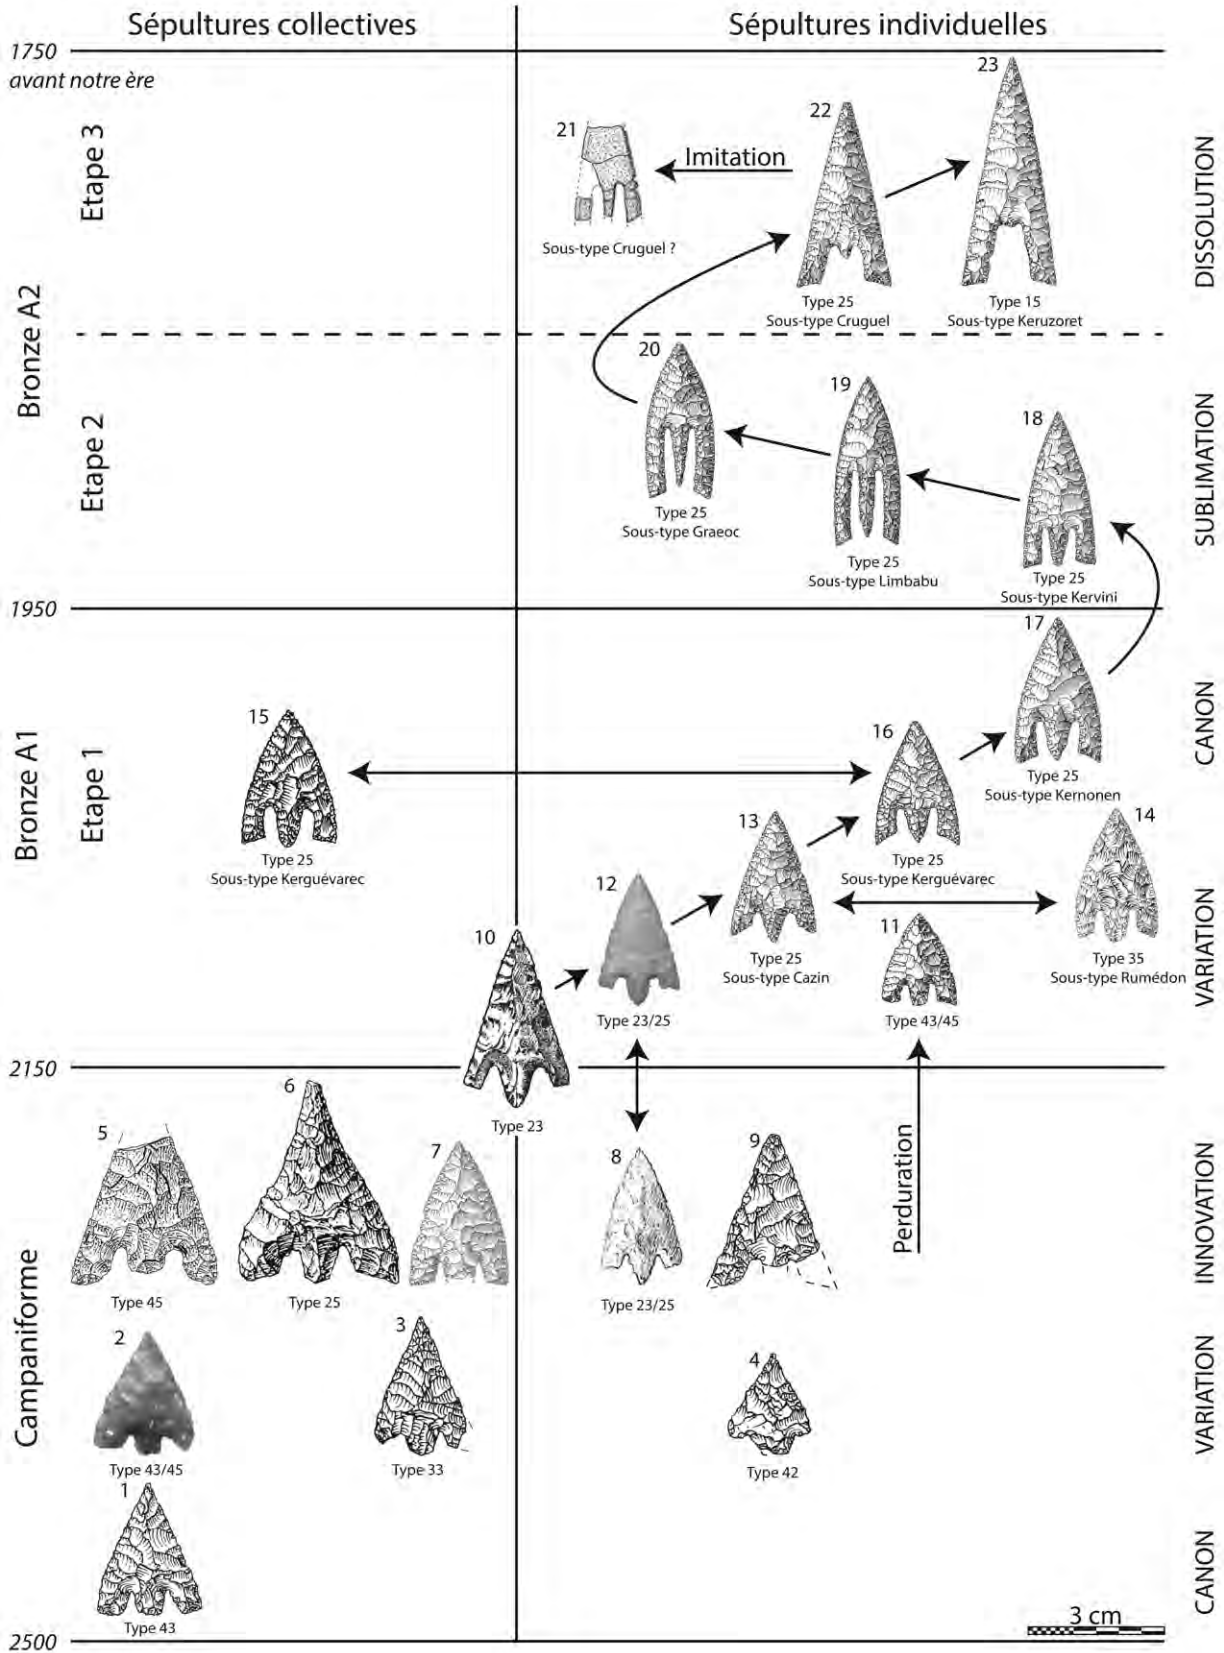 Sépultures collectives
Sépultures individuelles
1750
avant notre ère
23
22
21
Imitation
Etape 3
DISSOLUTION
Sous-type Cruguel ?
Type 25
Sous-type Cruguel
Type 15
Sous-type Keruzoret
Bronze A2
20
19
18
Etape 2
SUBLIMATION
Type 25
Sous-type Graeoc
Type 25
Sous-type Limbabu
Type 25
Sous-type Kervini
1950
17
15
16
CANON
Bronze A1
Etape 1
Type 25
Sous-type Kernonen
13
14
Type 25
Sous-type Kerguévarec
Type 25
Sous-type Kerguévarec
12
11
10
Type 25
Sous-type Cazin
Type 35
Sous-type Rumédon
VARIATION
Type 23/25
Type 43/45
2150
6
5
Type 23
7
8
9
Perduration
INNOVATION
Type 45
Type 25
Type 23/25
Campaniforme
2
3
4
VARIATION
Type 43/45
Type 33
Type 42
1
CANON
Type 43
3 cm
2500